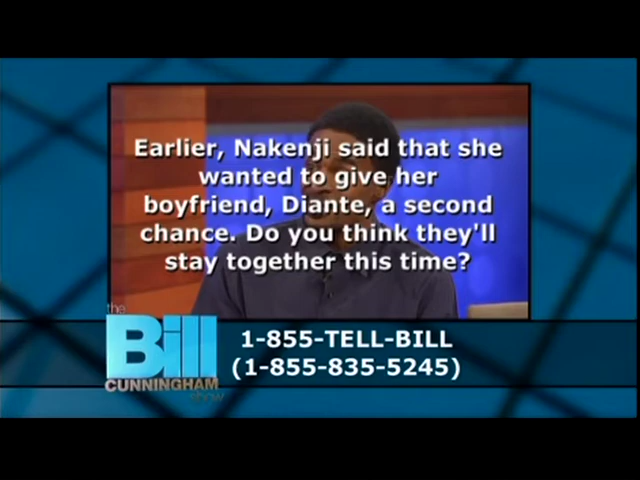 Earlier, Nakenji said that she
wanted to give her
boyfriend, Diante, a second
chance. Do you think they'll
stay together this time?
the
Bill
CUNNINGHAM
show
1-855-TELL-BILL
(1-855-835-5245)